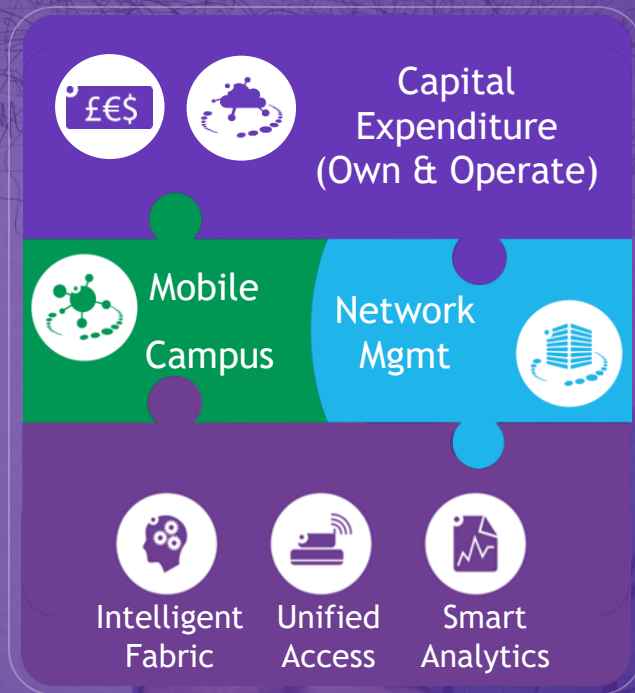 £€$
Capital
Expenditure
(Own & Operate)
Mobile
Campus
Network
Mgmt
Intelligent
Fabric
Unified
Access
Smart
Analytics